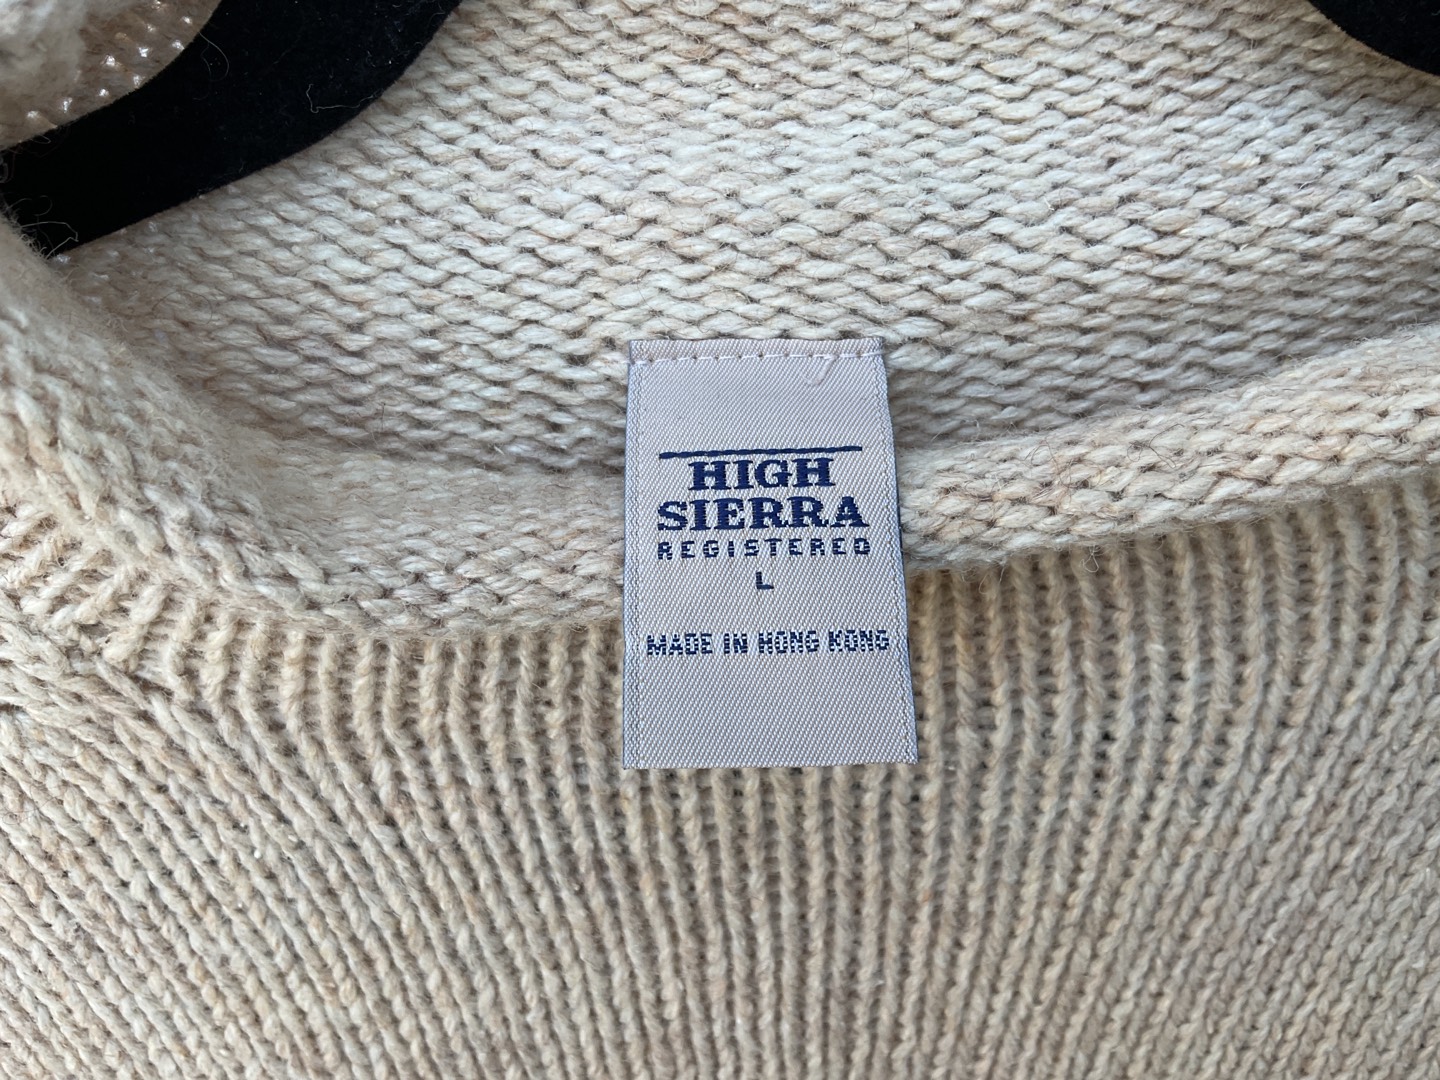 HIGH
SIERRA
REGISTERED
L
MADE IN HONG KONG